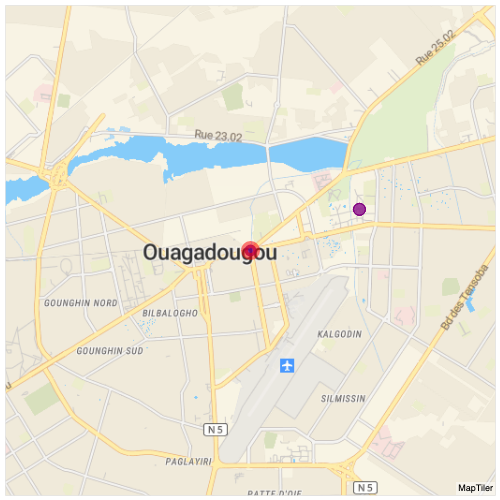 Rue 25.02
Rue 23.02
Ouagadougou
GOUNGHIN NORD
BILBALOGHO
Bd des Tensoba
KALGODIN
GOUNGHIN SUD
SILMISSIN
N 5
PAGLAYIRI
N 5
PATTE D'OIE
MapTiler